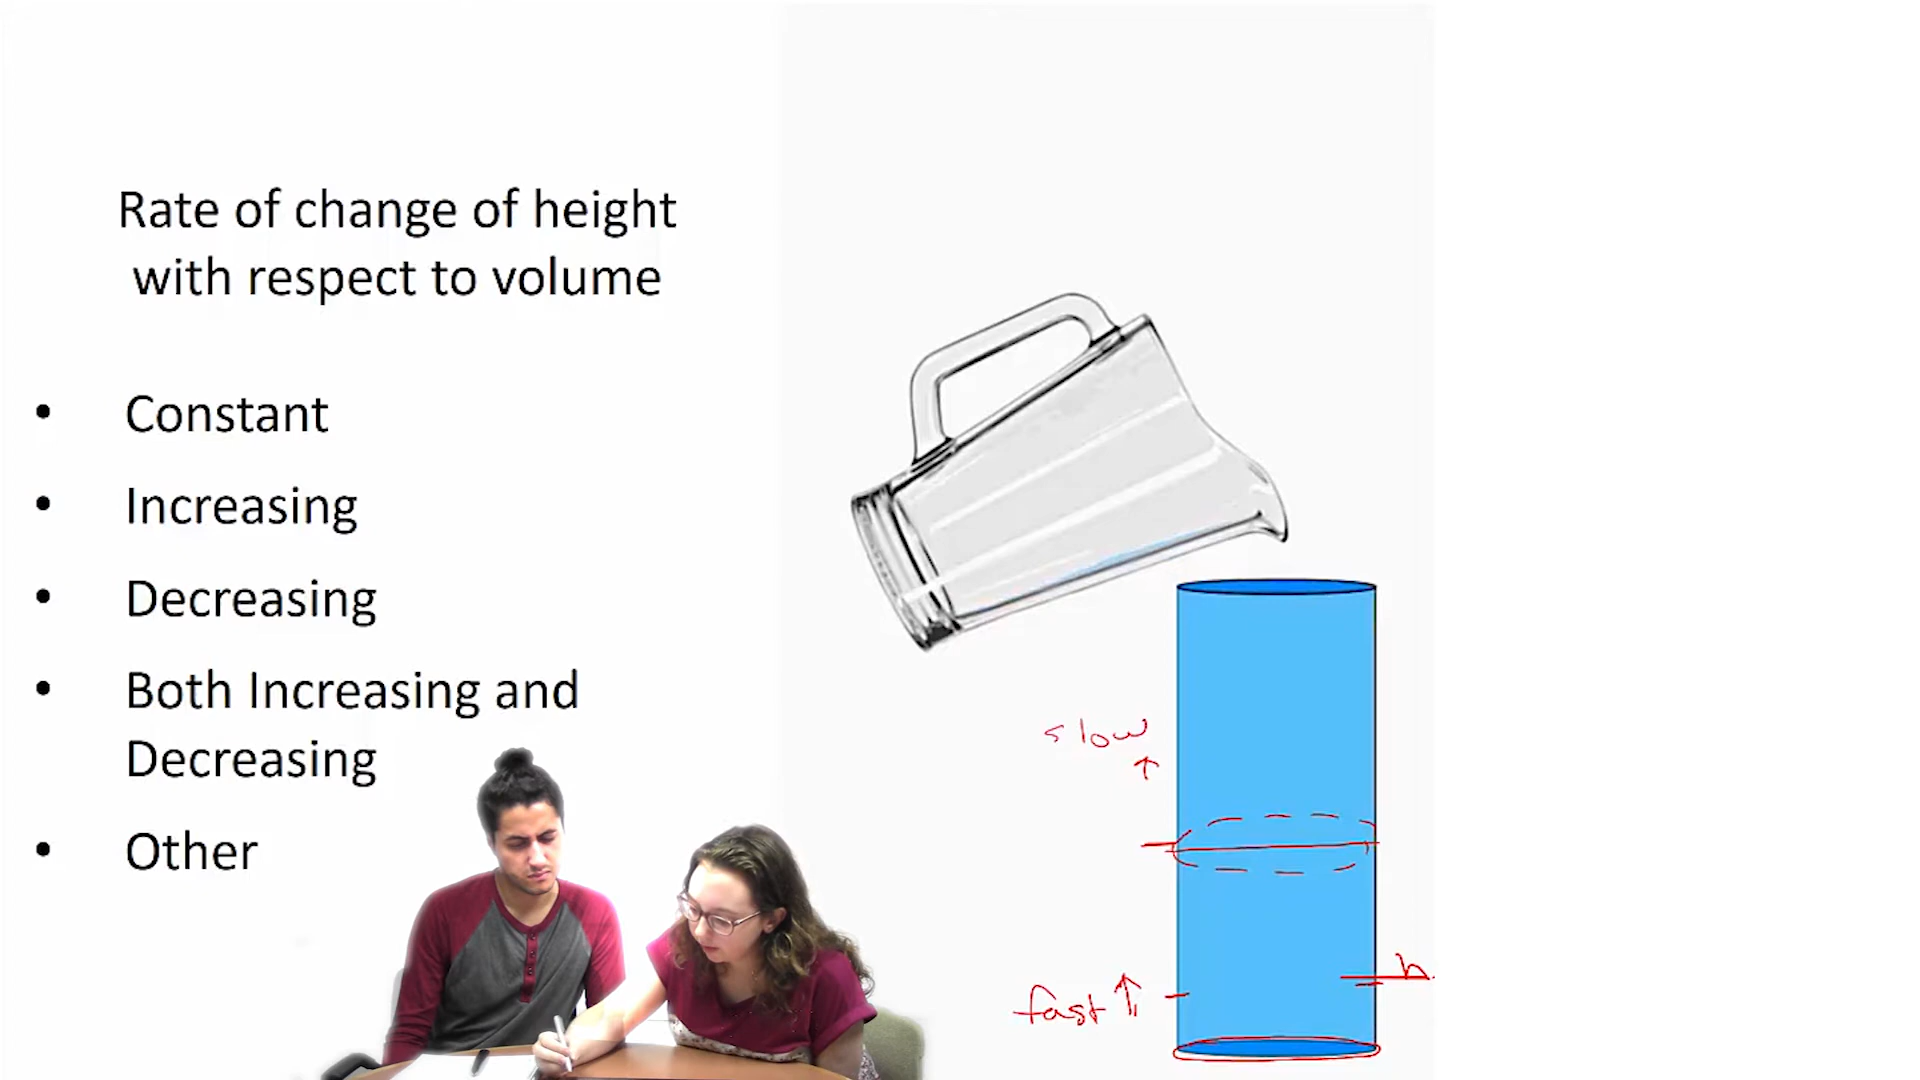 Rate of change of height
with respect to volume
• Constant
• Increasing
• Decreasing
• Both Increasing and
Decreasing
• Other
slow
↑
h
fast ↑